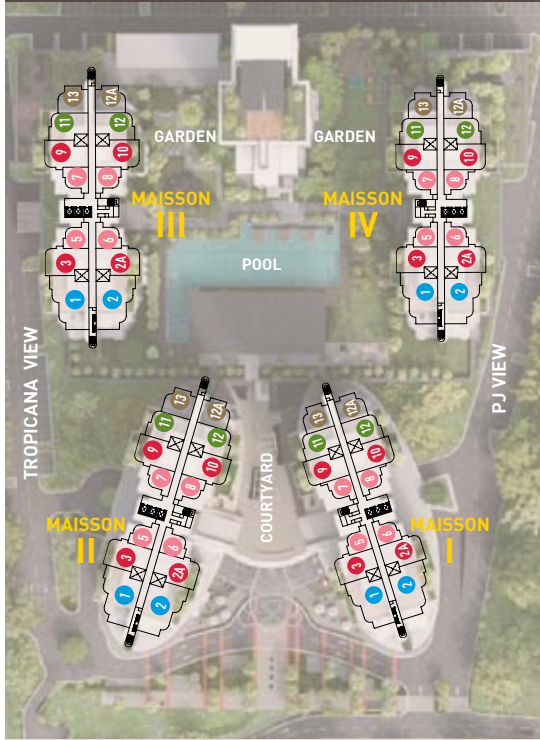 13
12A
11
12
9
10
7
8
5
6
3
2A
1
2
MAISSON
III
GARDEN
GARDEN
13
12A
11
12
9
10
7
8
5
6
3
2A
1
2
MAISSON
IV
POOL
TROPICANA VIEW
PJ VIEW
13
12A
11
12
9
10
7
8
5
6
3
2A
1
2
MAISSON
II
COURTYARD
13
12A
11
12
9
10
7
8
5
6
3
2A
1
2
MAISSON
I